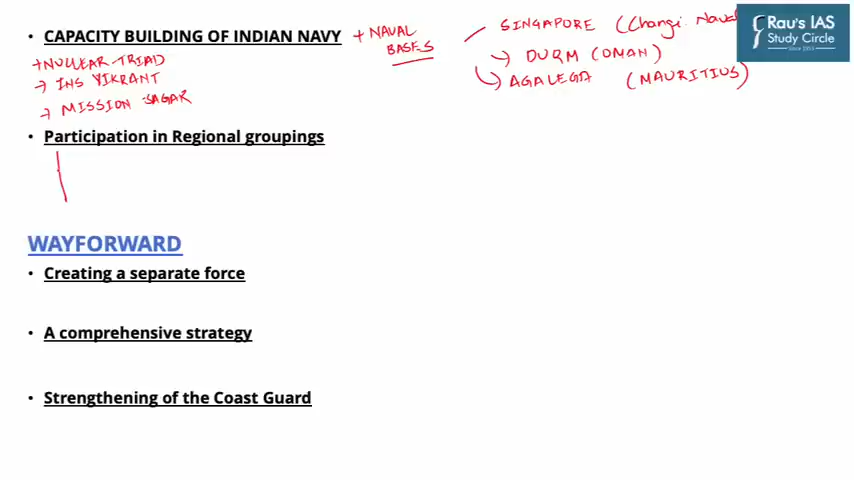 • CAPACITY BUILDING OF INDIAN NAVY + NAVAL BASES
SINGAPORE (Changi Naval
→ DUQM (OMAN)
→ AGALEGA (MAURITIUS)
+ NUCLEAR TRIAD
→ INS VIKRANT
→ MISSION SAGAR
• Participation in Regional groupings
WAYFORWARD
• Creating a separate force
• A comprehensive strategy
• Strengthening of the Coast Guard
Rau's IAS
Study Circle
Since 1953